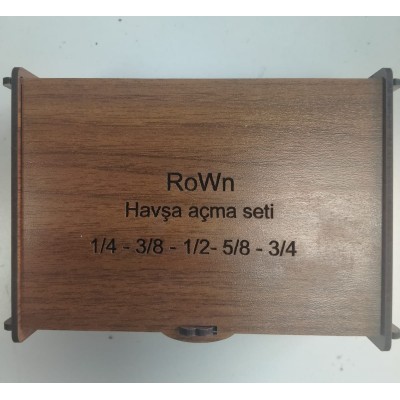 RoWn
Havşa açma seti
1/4 - 3/8 - 1/2- 5/8 - 3/4